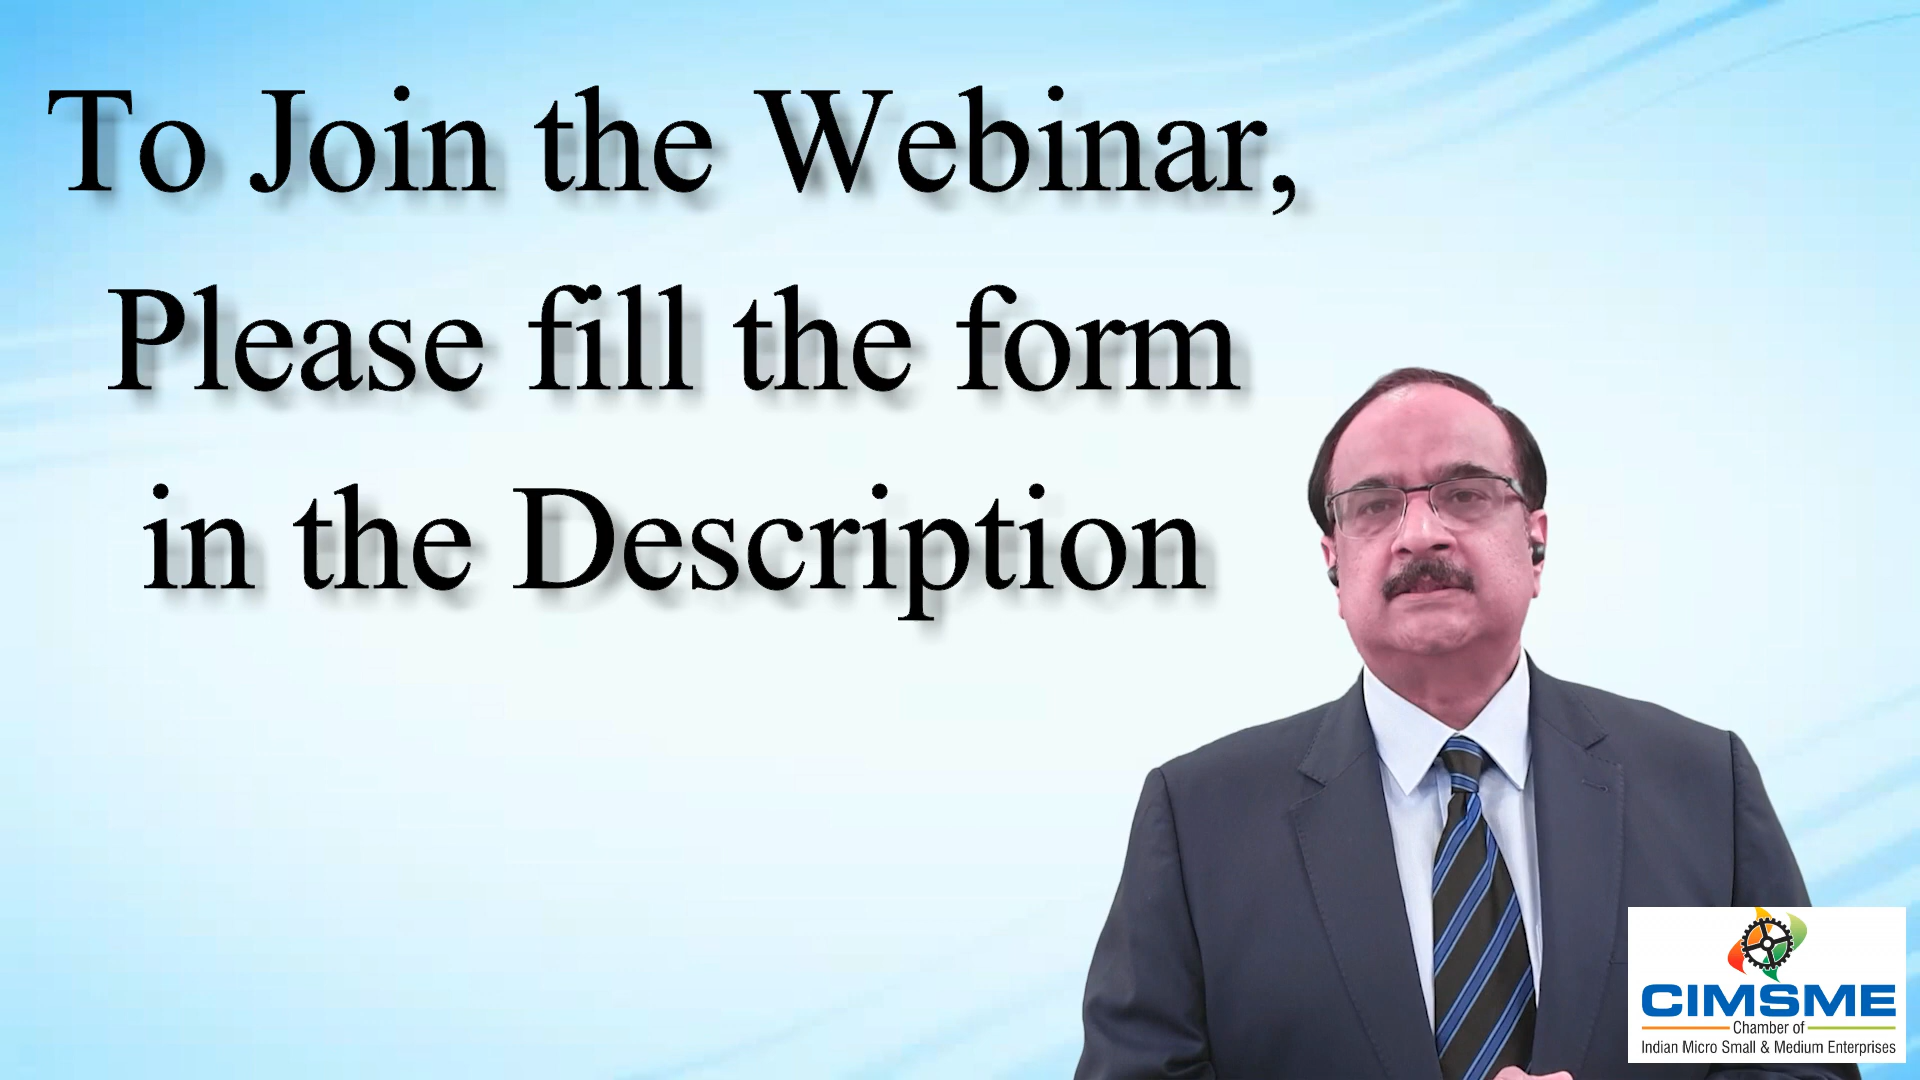 To Join the Webinar,
Please fill the form
in the Description
CIMSME
Chamber of
Indian Micro Small & Medium Enterprises